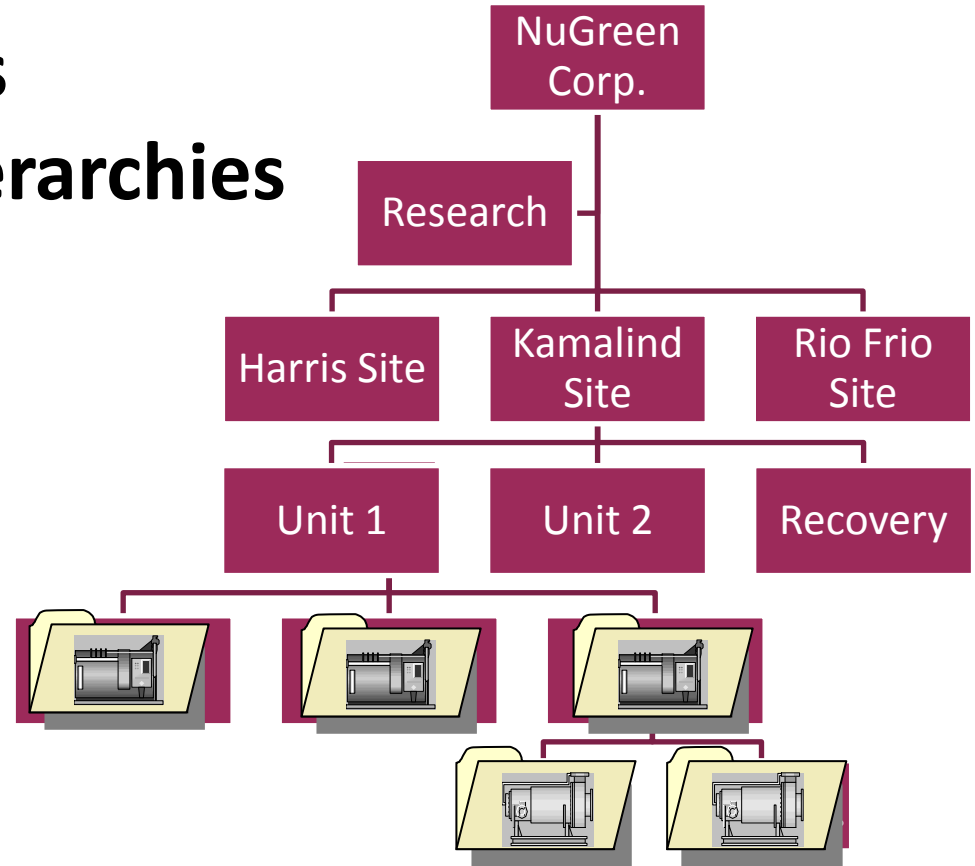 s
erarchies
NuGreen
Corp.
Research
Harris Site
Kamalind
Site
Rio Frio
Site
Unit 1
Unit 2
Recovery